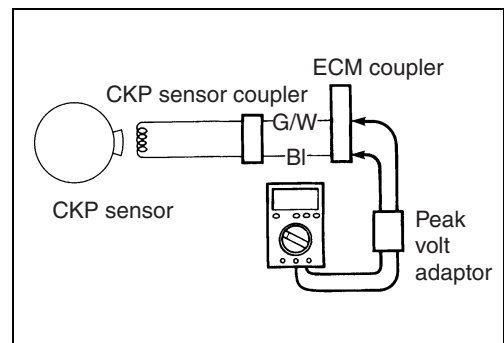 ECM coupler
CKP sensor coupler
G/W
Bl
CKP sensor
Peak
volt
adaptor